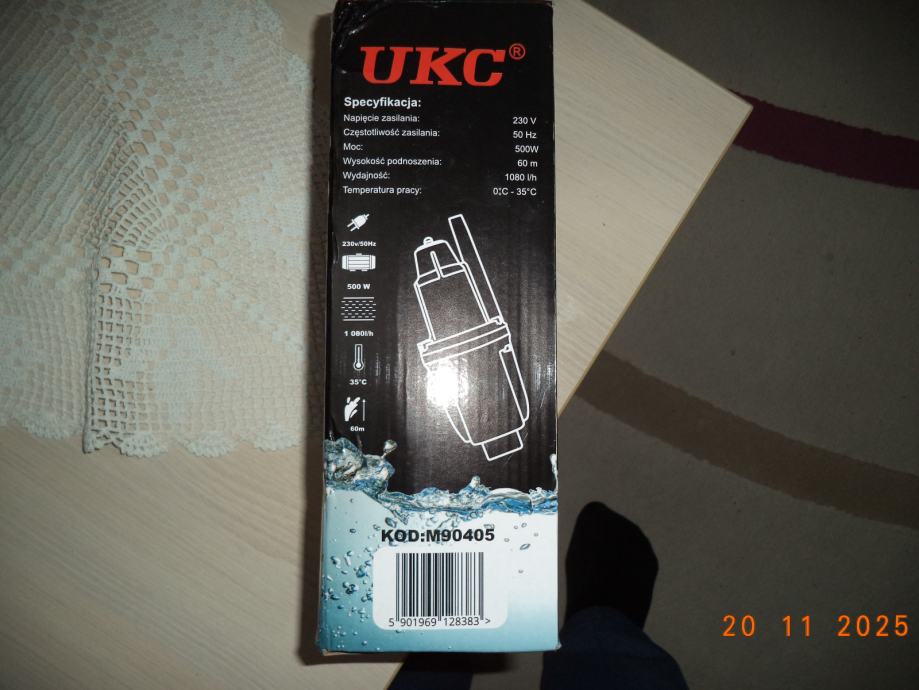 UKC®
Specyfikacja:
Napięcie zasilania: 230 V
Częstotliwość zasilania: 50 Hz
Moc: 500W
Wysokość podnoszenia: 60 m
Wydajność: 1080 l/h
Temperatura pracy: 0°C - 35°C
230v/50Hz
500 W
1 080l/h
35°C
60m
KOD:M90405
5 901969 128383 >
20 11 2025